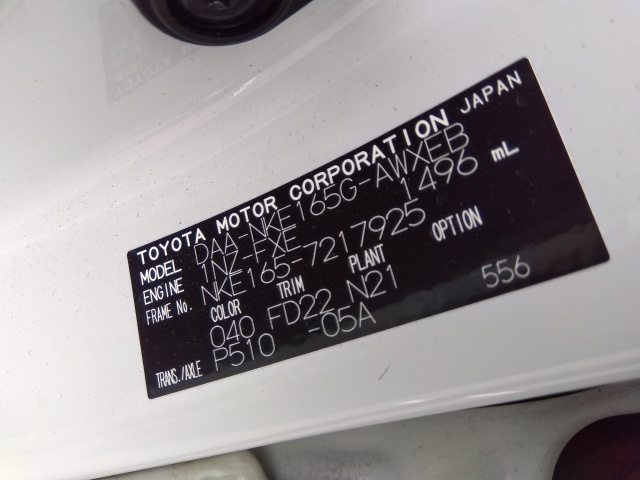 TOYOTA MOTOR CORPORATION JAPAN
MODEL DAA-NKE165G-AWXEB
ENGINE 1NZ-FXE 1496 mL
FRAME No. NKE165-7217925
COLOR TRIM PLANT OPTION
040 FD22 N21 556
TRANS./AXLE P510 -05A